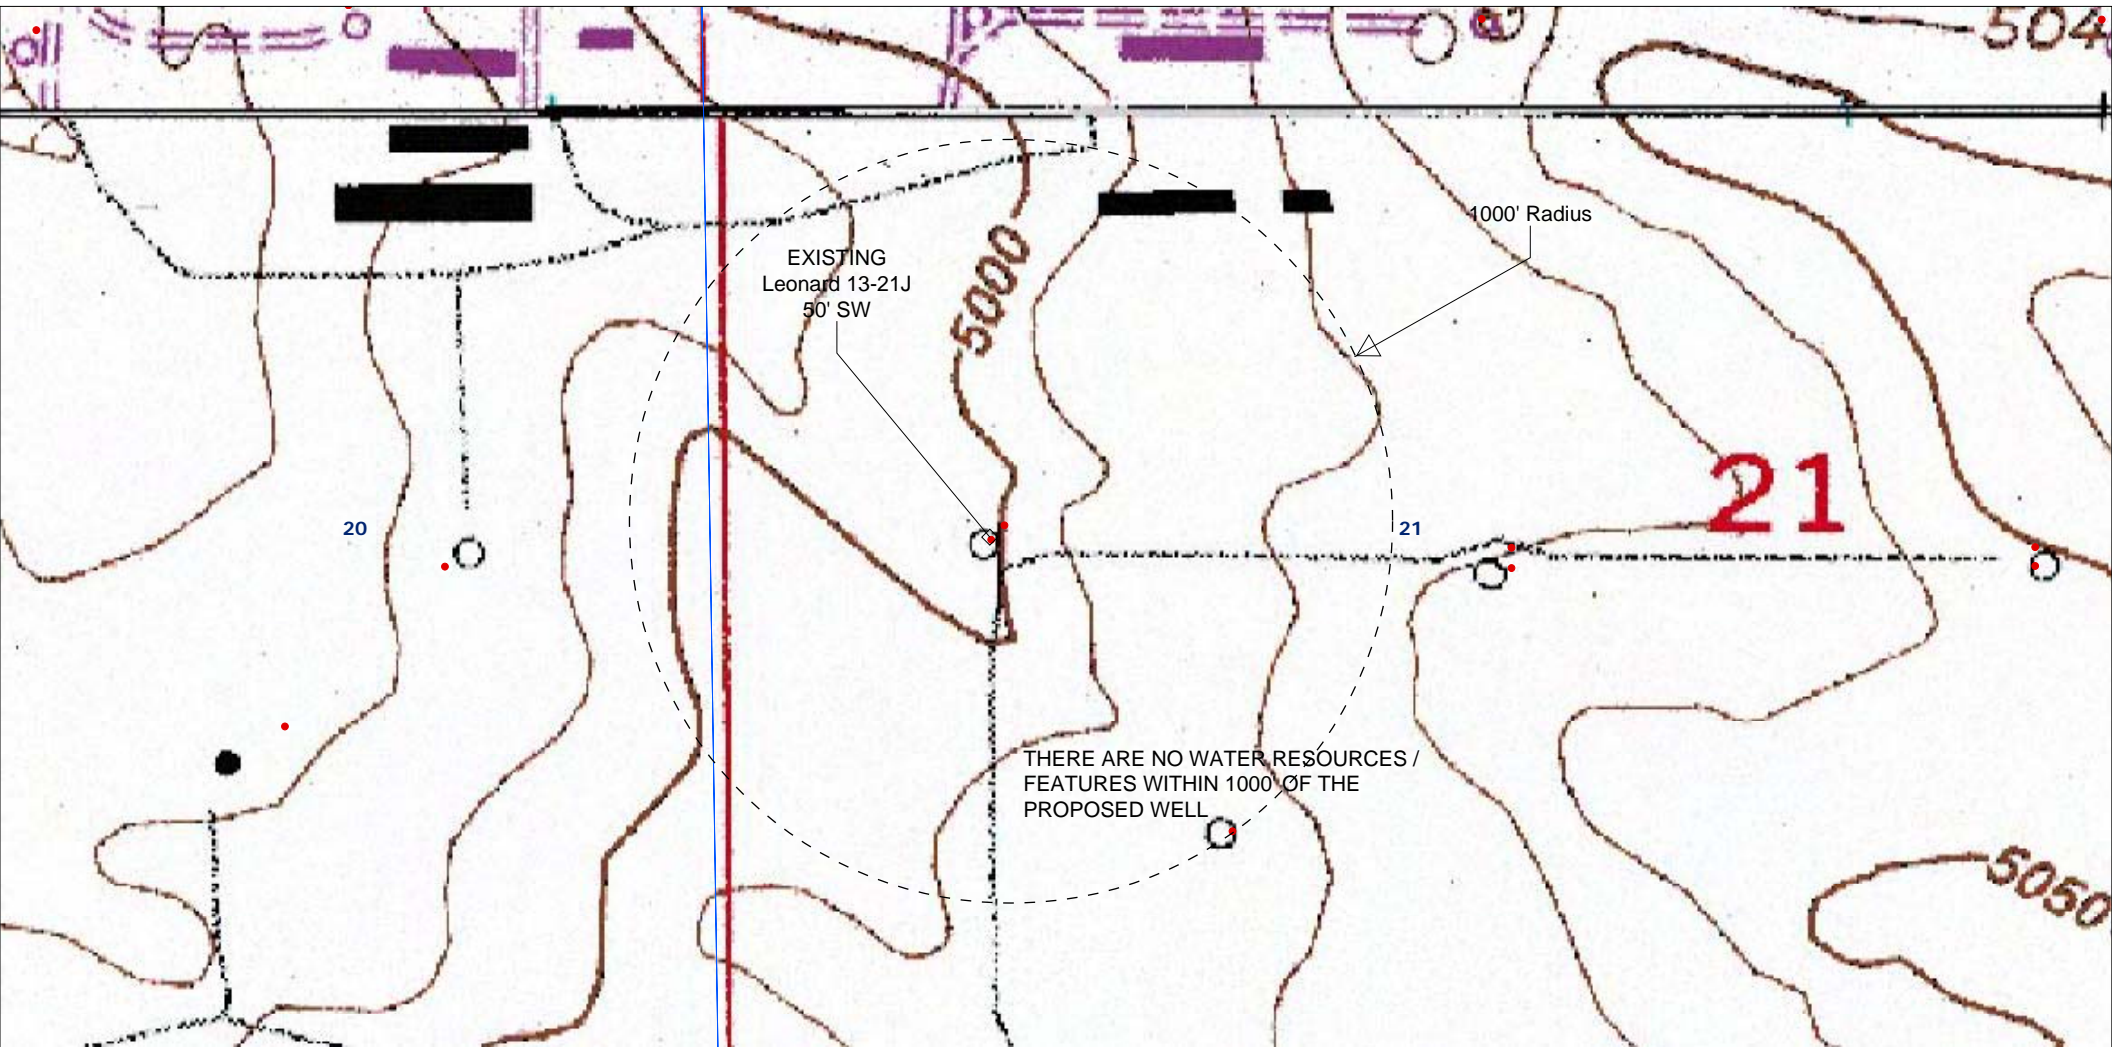 504
1000' Radius
EXISTING
Leonard 13-21J
50' SW
5000
21
20
21
THERE ARE NO WATER RESOURCES /
FEATURES WITHIN 1000' OF THE
PROPOSED WELL
5050